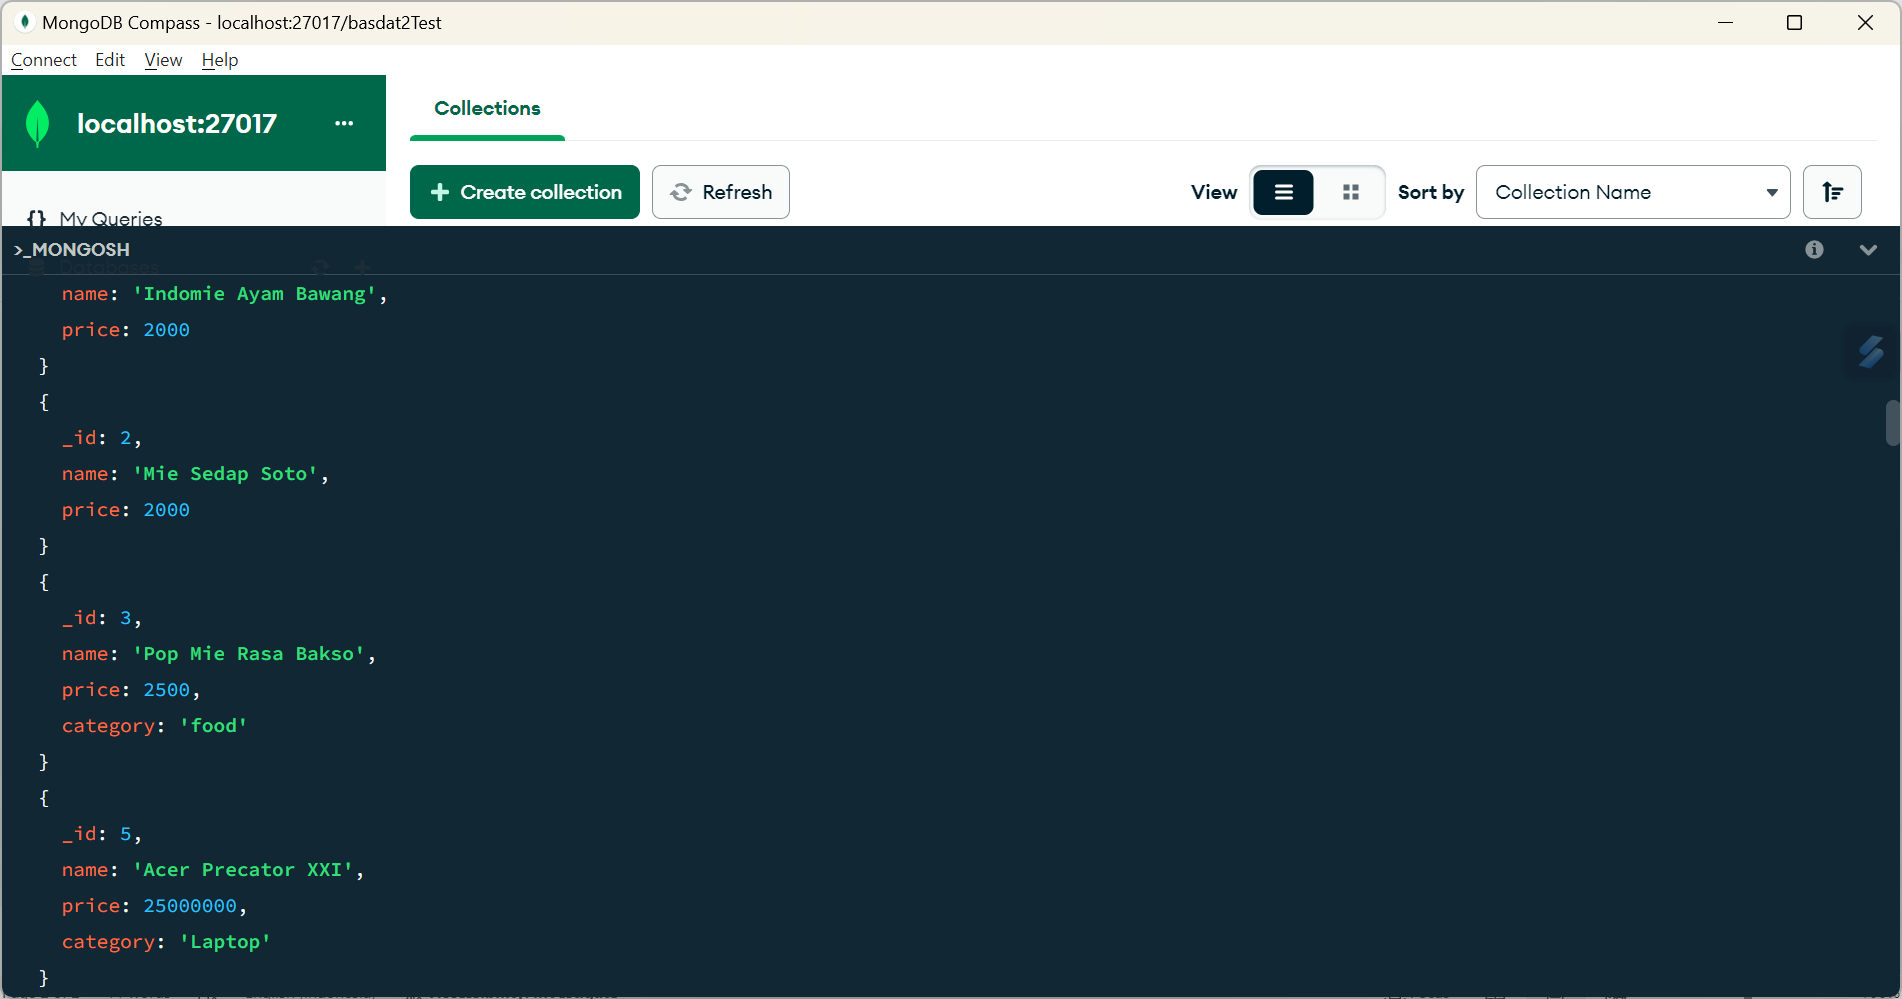 MongoDB Compass - localhost:27017/basdat2Test
Connect Edit View Help
localhost:27017 ...
Collections
Create collection Refresh View Sort by Collection Name
{} My Queries
>_MONGOSH
Databases
name: 'Indomie Ayam Bawang',
price: 2000
}
{
_id: 2,
name: 'Mie Sedap Soto',
price: 2000
}
{
_id: 3,
name: 'Pop Mie Rasa Bakso',
price: 2500,
category: 'food'
}
{
_id: 5,
name: 'Acer Precator XXI',
price: 25000000,
category: 'Laptop'
}